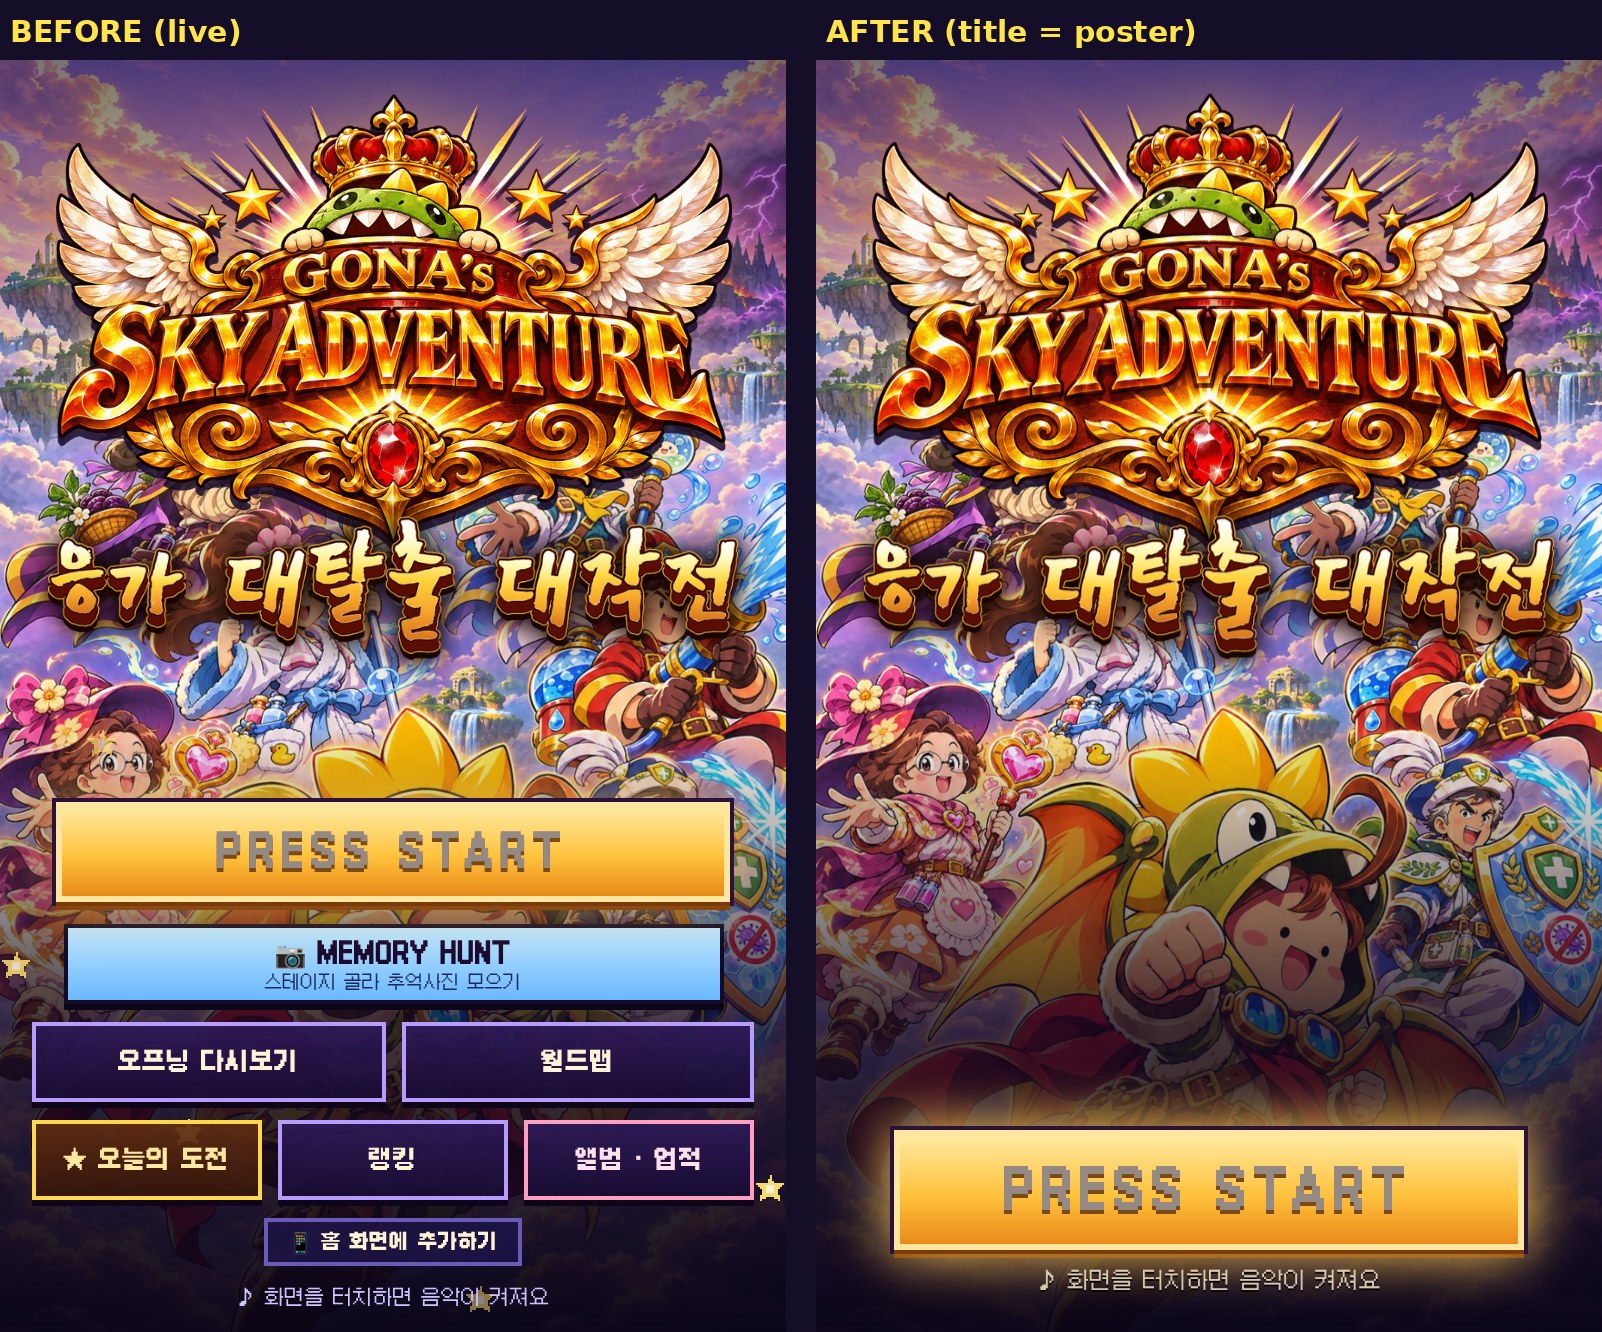 BEFORE (live)
GONA's
SKY ADVENTURE
응가 대탈출 대작전
PRESS START
📷 MEMORY HUNT
스테이지 골라 추억사진 모으기
오프닝 다시보기
월드맵
★ 오늘의 도전
랭킹
앨범 · 업적
📱 홈 화면에 추가하기
♪ 화면을 터치하면 음악이 켜져요
AFTER (title = poster)
GONA's
SKY ADVENTURE
응가 대탈출 대작전
PRESS START
♪ 화면을 터치하면 음악이 켜져요